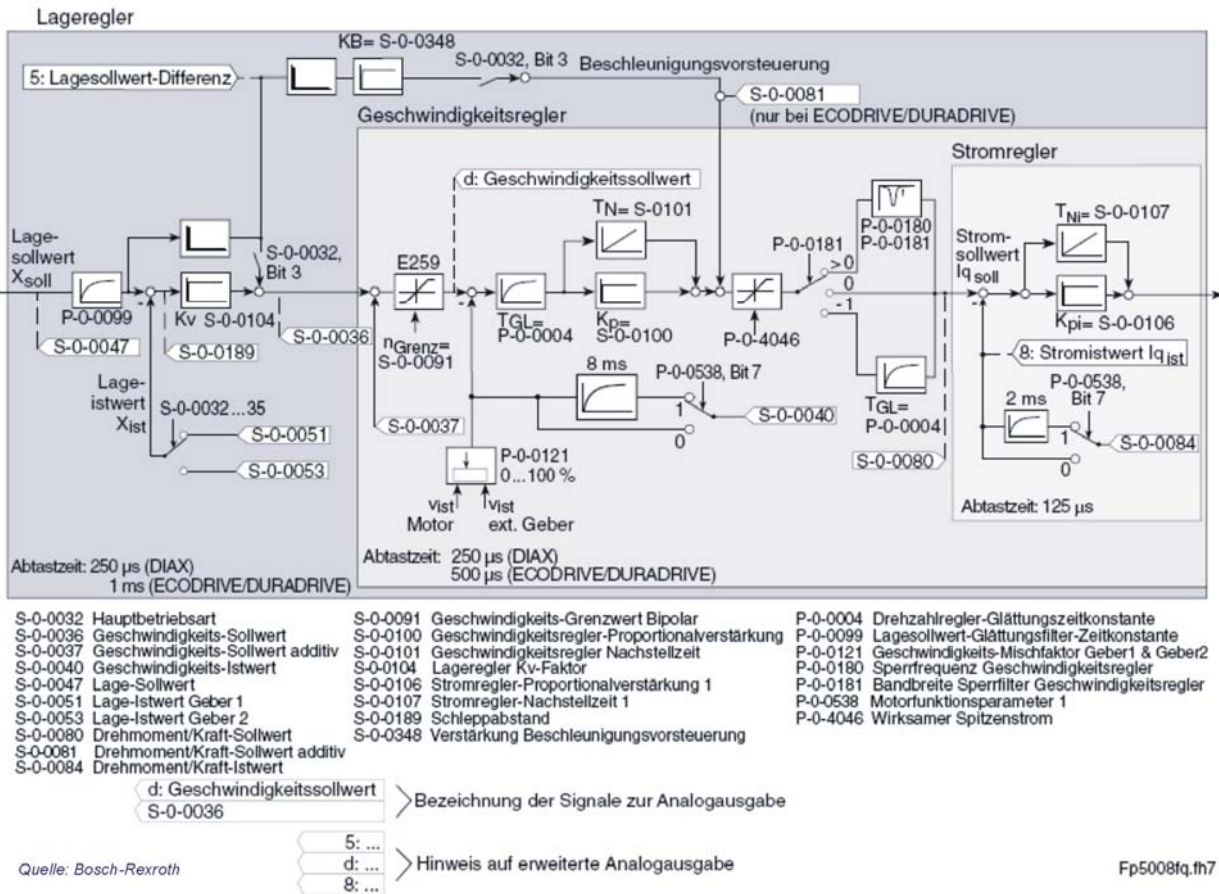 Lageregler
5: Lagesollwert-Differenz
KB= S-0-0348
S-0-0032, Bit 3
Beschleunigungsvorsteuerung
S-0-0081
(nur bei ECODRIVE/DURADRIVE)
Geschwindigkeitsregler
d: Geschwindigkeitssollwert
Stromregler
Lage-
sollwert
Xsoll
P-0-0099
S-0-0047
S-0-0032,
Bit 3
Kv S-0-0104
S-0-0189
S-0-0036
Lage-
istwert
Xist
S-0-0032...35
S-0-0051
S-0-0053
E259
nGrenz=
S-0-0091
S-0-0037
TGL=
P-0-0004
TN= S-0-0101
Kp=
S-0-0100
8 ms
P-0-0538, Bit 7
1
0
S-0-0040
P-0-0121
0...100 %
vist
Motor
vist
ext. Geber
P-0-4046
P-0-0181
> 0
0
- 1
P-0-0180
P-0-0181
TGL=
P-0-0004
S-0-0080
Strom-
sollwert
Iq soll
TNi= S-0-0107
Kpi= S-0-0106
8: Stromistwert Iq ist
2 ms
P-0-0538,
Bit 7
1
0
S-0-0084
Abtastzeit: 125 µs
Abtastzeit: 250 µs (DIAX)
500 µs (ECODRIVE/DURADRIVE)
Abtastzeit: 250 µs (DIAX)
1 ms (ECODRIVE/DURADRIVE)
S-0-0032 Hauptbetriebsart
S-0-0036 Geschwindigkeits-Sollwert
S-0-0037 Geschwindigkeits-Sollwert additiv
S-0-0040 Geschwindigkeits-Istwert
S-0-0047 Lage-Sollwert
S-0-0051 Lage-Istwert Geber 1
S-0-0053 Lage-Istwert Geber 2
S-0-0080 Drehmoment/Kraft-Sollwert
S-0-0081 Drehmoment/Kraft-Sollwert additiv
S-0-0084 Drehmoment/Kraft-Istwert
S-0-0091 Geschwindigkeits-Grenzwert Bipolar
S-0-0100 Geschwindigkeitsregler-Proportionalverstärkung
S-0-0101 Geschwindigkeitsregler Nachstellzeit
S-0-0104 Lageregler Kv-Faktor
S-0-0106 Stromregler-Proportionalverstärkung 1
S-0-0107 Stromregler-Nachstellzeit 1
S-0-0189 Schleppabstand
S-0-0348 Verstärkung Beschleunigungsvorsteuerung
P-0-0004 Drehzahlregler-Glättungszeitkonstante
P-0-0099 Lagesollwert-Glättungsfilter-Zeitkonstante
P-0-0121 Geschwindigkeits-Mischfaktor Geber1 & Geber2
P-0-0180 Sperrfrequenz Geschwindigkeitsregler
P-0-0181 Bandbreite Sperrfilter Geschwindigkeitsregler
P-0-0538 Motorfunktionsparameter 1
P-0-4046 Wirksamer Spitzenstrom
d: Geschwindigkeitssollwert
S-0-0036
Bezeichnung der Signale zur Analogausgabe
5: ...
d: ...
8: ...
Hinweis auf erweiterte Analogausgabe
Quelle: Bosch-Rexroth
Fp5008fq.fh7